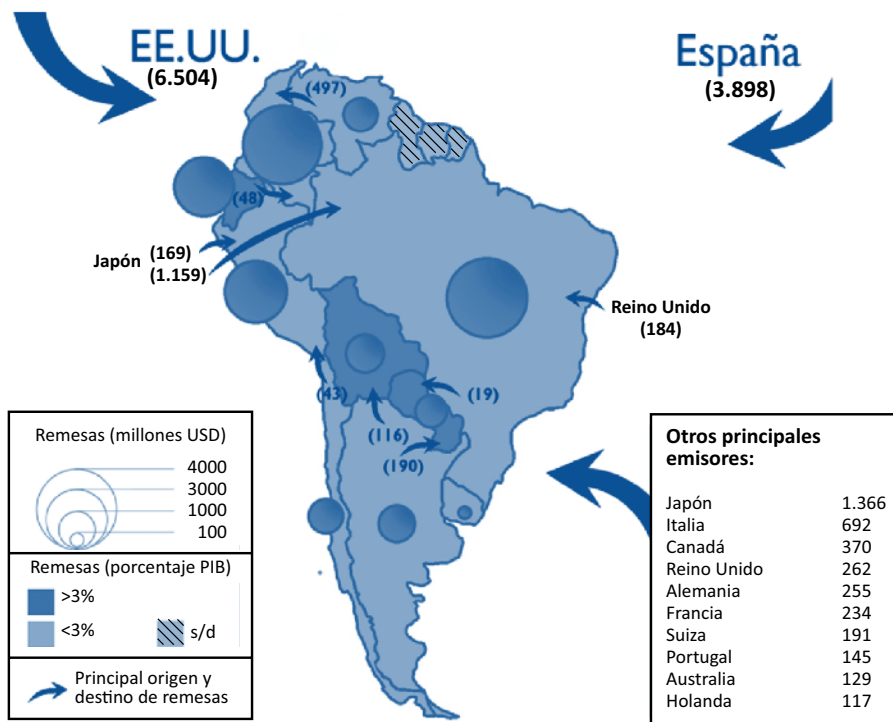 EE.UU.
(6.504)
España
(3.898)
(497)
(48)
Japón
(169)
(1.159)
Reino Unido
(184)
(43)
(19)
(116)
(190)
Remesas (millones USD)
4000
3000
1000
100
Remesas (porcentaje PIB)
>3%
<3%
s/d
Principal origen y
destino de remesas
Otros principales
emisores:
Japón 1.366
Italia 692
Canadá 370
Reino Unido 262
Alemania 255
Francia 234
Suiza 191
Portugal 145
Australia 129
Holanda 117